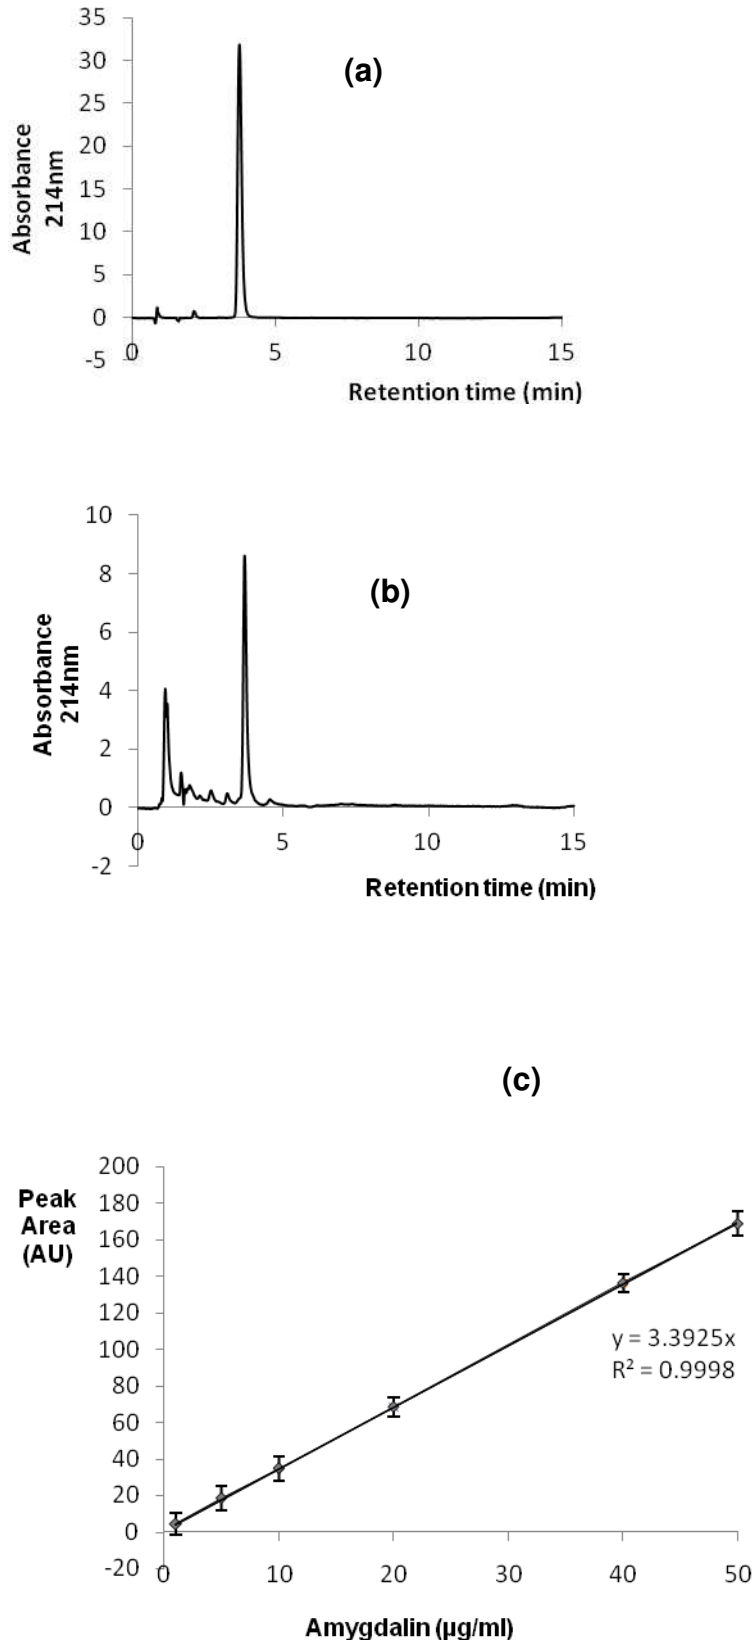 (a)
35
30
25
20
15
10
5
0
-5
Absorbance
214nm
0 5 10 15
Retention time (min)
(b)
10
8
6
4
2
0
-2
Absorbance
214nm
0 5 10 15
Retention time (min)
(c)
200
180
160
140
120
100
80
60
40
20
0
-20
Peak
Area
(AU)
y = 3.3925x
R² = 0.9998
0 10 20 30 40 50
Amygdalin (µg/ml)